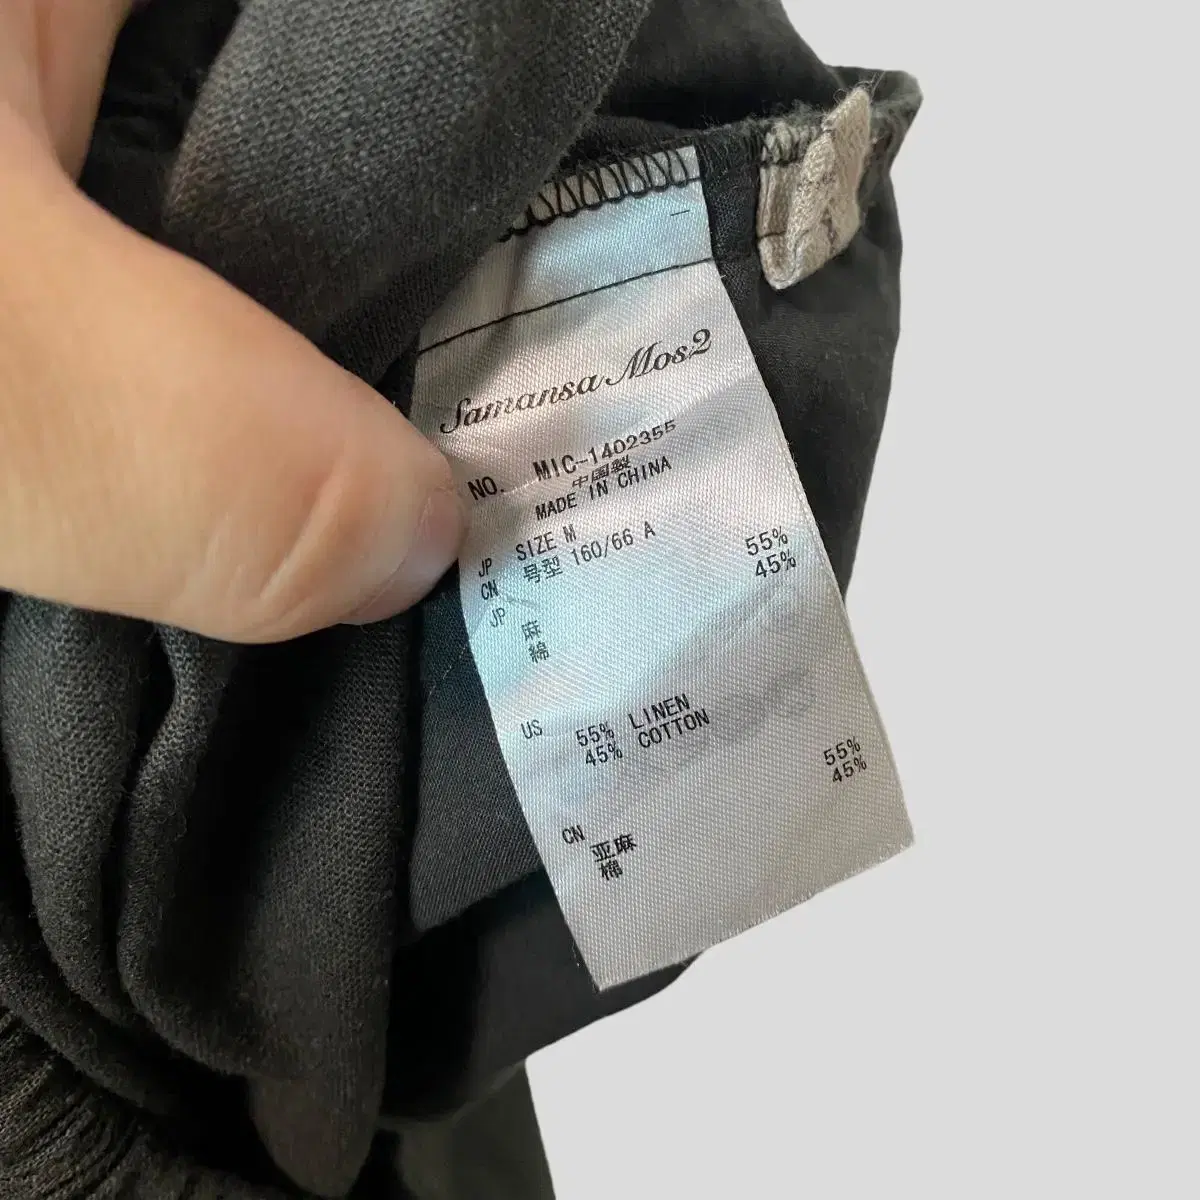 Samansa Mos2
NO. MIC-1402355
中国製
MADE IN CHINA
JP SIZE M
CN 号型 160/66 A
JP
麻 55%
綿 45%
US 55% LINEN
45% COTTON
CN
亚麻 55%
棉 45%